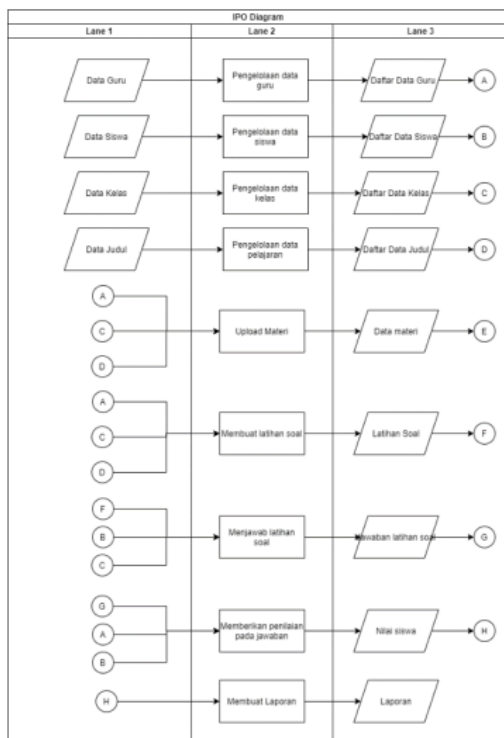 IPO Diagram
Lane 1
Lane 2
Lane 3
Data Guru
Pengelolaan data
guru
Daftar Data Guru
A
Data Siswa
Pengelolaan data
siswa
Daftar Data Siswa
B
Data Kelas
Pengelolaan data
kelas
Daftar Data Kelas
C
Data Judul
Pengelolaan data
pelajaran
Daftar Data Judul
D
A
C
D
Upload Materi
Data materi
E
A
C
D
Membuat latihan soal
Latihan Soal
F
F
B
C
Menjawab latihan
soal
Jawaban latihan soal
G
G
A
B
Memberikan penilaian
pada jawaban
Nilai siswa
H
H
Membuat Laporan
Laporan